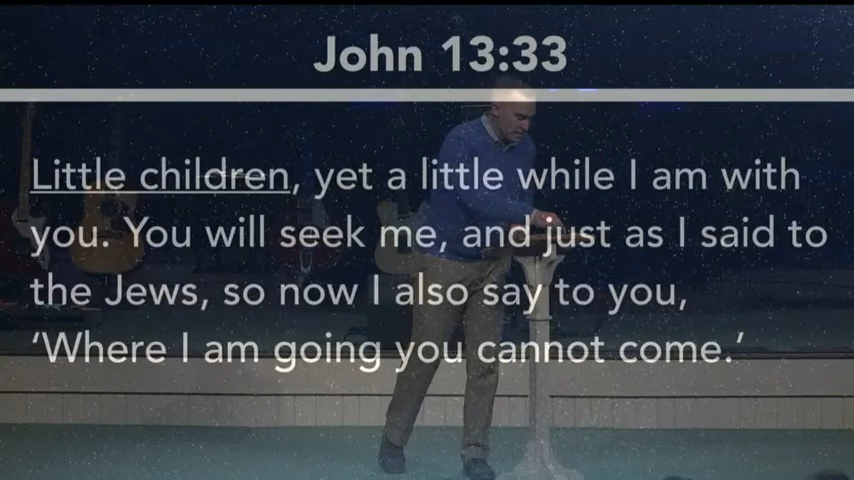 John 13:33
Little children, yet a little while I am with
you. You will seek me, and just as I said to
the Jews, so now I also say to you,
‘Where I am going you cannot come.’